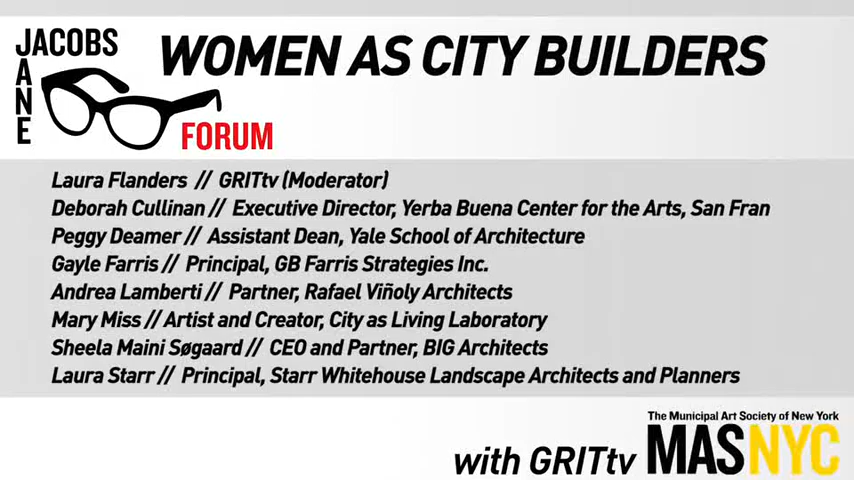 JACOBS
JANE
FORUM
WOMEN AS CITY BUILDERS
Laura Flanders // GRITtv (Moderator)
Deborah Cullinan // Executive Director, Yerba Buena Center for the Arts, San Fran
Peggy Deamer // Assistant Dean, Yale School of Architecture
Gayle Farris // Principal, GB Farris Strategies Inc.
Andrea Lamberti // Partner, Rafael Viñoly Architects
Mary Miss // Artist and Creator, City as Living Laboratory
Sheela Maini Søgaard // CEO and Partner, BIG Architects
Laura Starr // Principal, Starr Whitehouse Landscape Architects and Planners
with GRITtv
The Municipal Art Society of New York
MASNYC